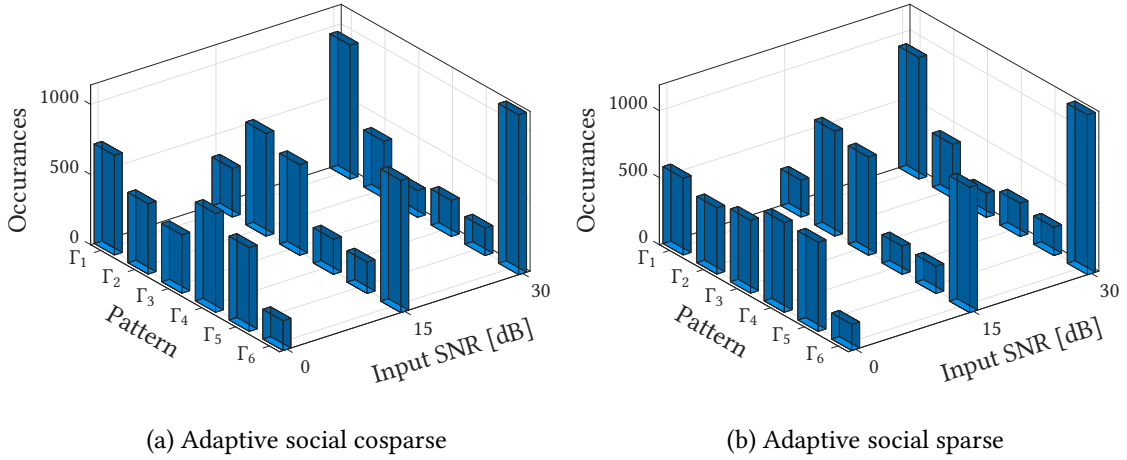 1000
500
0
Occurances
Γ1
Γ2
Γ3
Γ4
Γ5
Γ6
Pattern
0
15
30
Input SNR [dB]
(a) Adaptive social cosparse
1000
500
0
Occurances
Γ1
Γ2
Γ3
Γ4
Γ5
Γ6
Pattern
0
15
30
Input SNR [dB]
(b) Adaptive social sparse